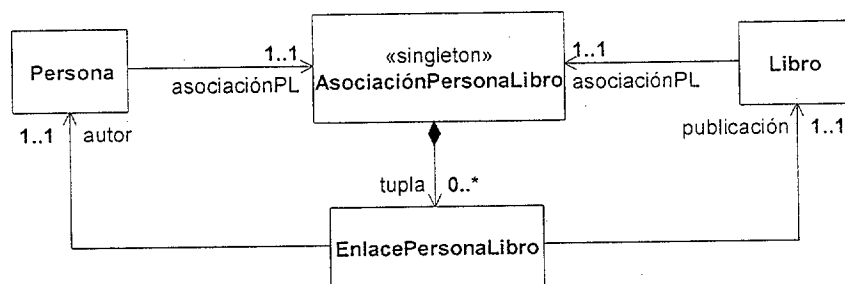 Persona
1..1
asociaciónPL
«singleton»
AsociaciónPersonaLibro
1..1
asociaciónPL
Libro
1..1 autor
publicación 1..1
tupla 0..*
EnlacePersonaLibro